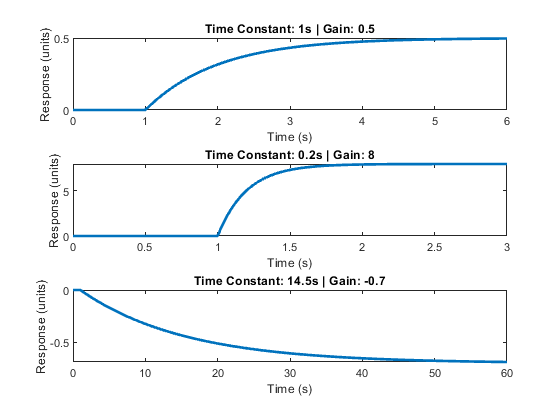 Time Constant: 1s | Gain: 0.5
Response (units)
0.5
0
0 1 2 3 4 5 6
Time (s)
Time Constant: 0.2s | Gain: 8
Response (units)
5
0
0 0.5 1 1.5 2 2.5 3
Time (s)
Time Constant: 14.5s | Gain: -0.7
Response (units)
0
-0.5
0 10 20 30 40 50 60
Time (s)